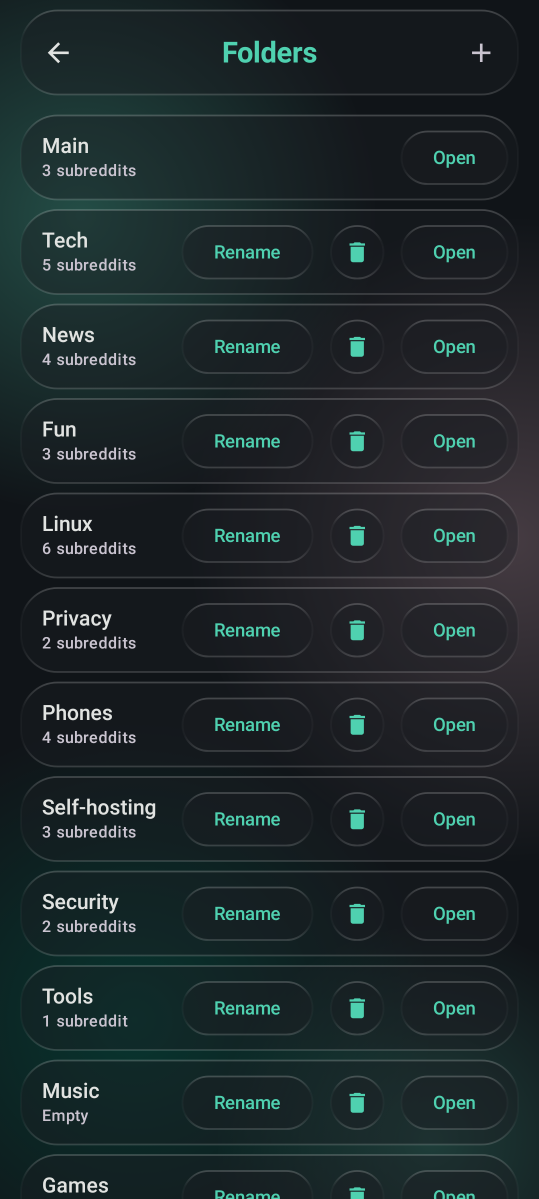 Folders
Main
3 subreddits
Open
Tech
5 subreddits
Rename
Open
News
4 subreddits
Rename
Open
Fun
3 subreddits
Rename
Open
Linux
6 subreddits
Rename
Open
Privacy
2 subreddits
Rename
Open
Phones
4 subreddits
Rename
Open
Self-hosting
3 subreddits
Rename
Open
Security
2 subreddits
Rename
Open
Tools
1 subreddit
Rename
Open
Music
Empty
Rename
Open
Games
Rename
Open